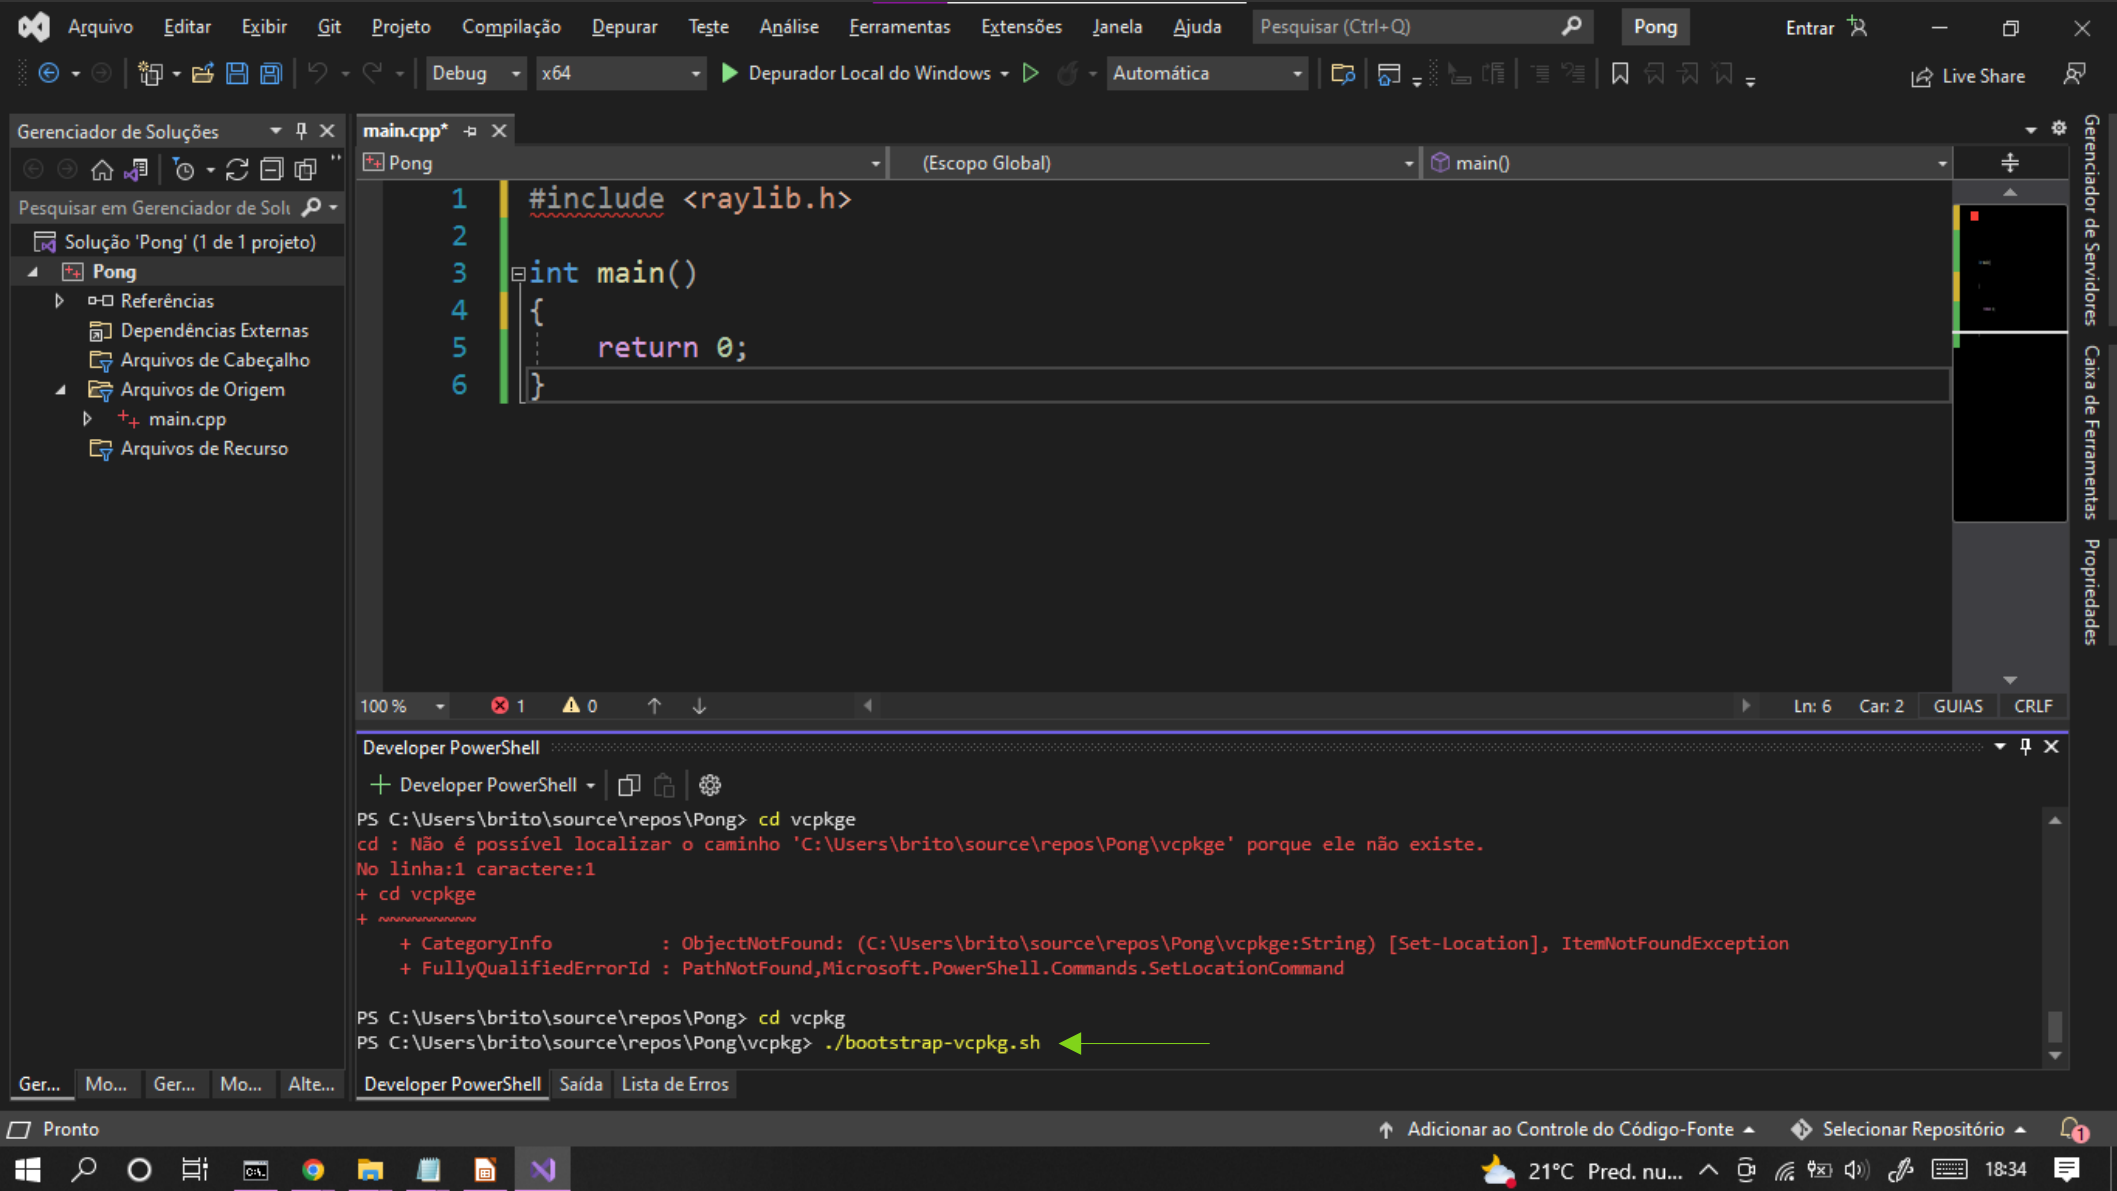 Arquivo Editar Exibir Git Projeto Compilação Depurar Teste Análise Ferramentas Extensões Janela Ajuda Pesquisar (Ctrl+Q) Pong Entrar
Debug x64 Depurador Local do Windows Automática Live Share
Gerenciador de Soluções
Pesquisar em Gerenciador de Solu
Solução 'Pong' (1 de 1 projeto)
Pong
Referências
Dependências Externas
Arquivos de Cabeçalho
Arquivos de Origem
main.cpp
Arquivos de Recurso
Ger... Mo... Ger... Mo... Alte...
main.cpp*
Pong (Escopo Global) main()
1 #include <raylib.h>
2
3 int main()
4 {
5 return 0;
6 }
100 % 1 0 Ln: 6 Car: 2 GUIAS CRLF
Developer PowerShell
Developer PowerShell
PS C:\Users\brito\source\repos\Pong> cd vcpkge
cd : Não é possível localizar o caminho 'C:\Users\brito\source\repos\Pong\vcpkge' porque ele não existe.
No linha:1 caractere:1
+ cd vcpkge
+ ~~~~~~~~~
+ CategoryInfo : ObjectNotFound: (C:\Users\brito\source\repos\Pong\vcpkge:String) [Set-Location], ItemNotFoundException
+ FullyQualifiedErrorId : PathNotFound,Microsoft.PowerShell.Commands.SetLocationCommand
PS C:\Users\brito\source\repos\Pong> cd vcpkg
PS C:\Users\brito\source\repos\Pong\vcpkg> ./bootstrap-vcpkg.sh
Developer PowerShell Saída Lista de Erros
Gerenciador de Servidores
Caixa de Ferramentas
Propriedades
Pronto Adicionar ao Controle do Código-Fonte Selecionar Repositório 1
21°C Pred. nu... 18:34